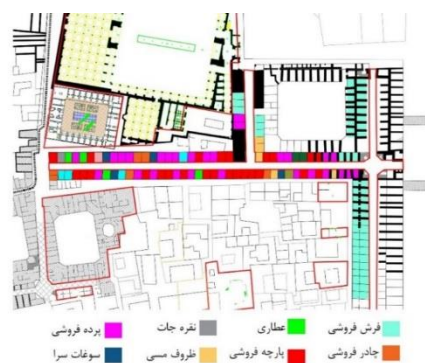 فرش فروشی عطاری نقره جات پرده فروشی
چادر فروشی پارچه فروشی ظروف مسی سوغات سرا